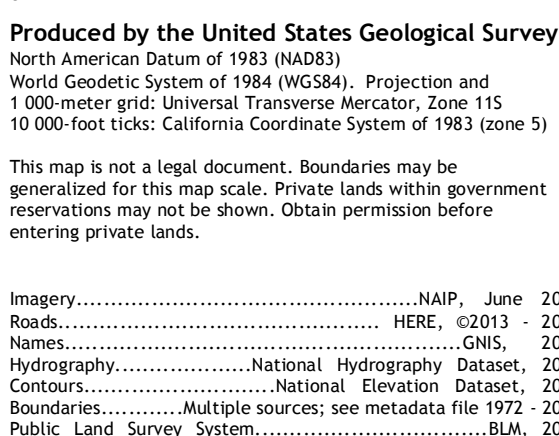 Produced by the United States Geological Survey
North American Datum of 1983 (NAD83)
World Geodetic System of 1984 (WGS84).  Projection and
1 000-meter grid: Universal Transverse Mercator, Zone 11S
10 000-foot ticks: California Coordinate System of 1983 (zone 5)
This map is not a legal document. Boundaries may be
generalized for this map scale. Private lands within government
reservations may not be shown. Obtain permission before
entering private lands.
Imagery..................................................NAIP, June 20
Roads................................................ HERE, ©2013 - 20
Names..........................................................GNIS, 20
Hydrography....................National Hydrography Dataset, 20
Contours............................National Elevation Dataset, 20
Boundaries............Multiple sources; see metadata file 1972 - 20
Public Land Survey System..................................BLM, 20